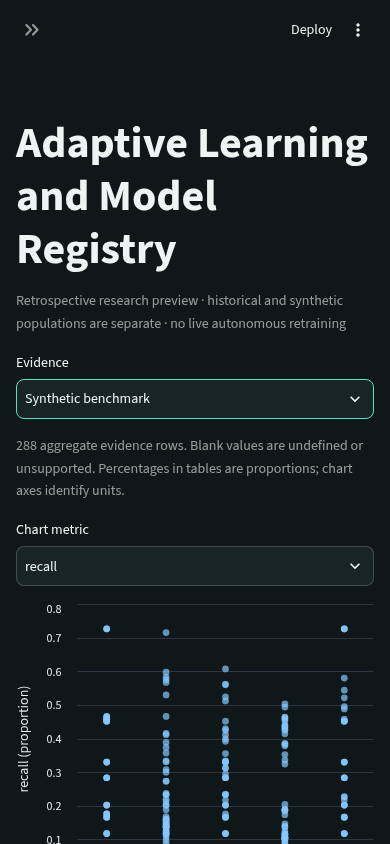 Deploy
Adaptive Learning
and Model
Registry
Retrospective research preview · historical and synthetic
populations are separate · no live autonomous retraining
Evidence
Synthetic benchmark
288 aggregate evidence rows. Blank values are undefined or
unsupported. Percentages in tables are proportions; chart
axes identify units.
Chart metric
recall
0.8
0.7
0.6
0.5
0.4
0.3
0.2
0.1
recall (proportion)